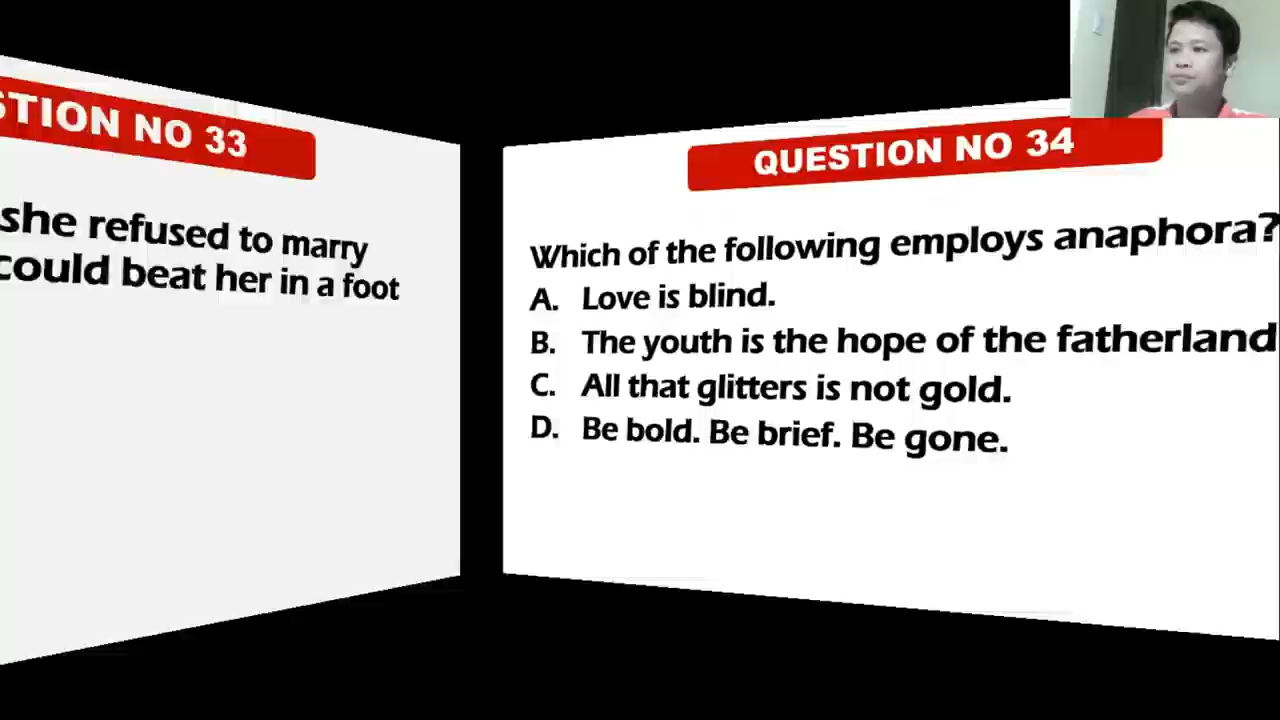 STION NO 33
she refused to marry
could beat her in a foot
QUESTION NO 34
Which of the following employs anaphora?
A. Love is blind.
B. The youth is the hope of the fatherland
C. All that glitters is not gold.
D. Be bold. Be brief. Be gone.